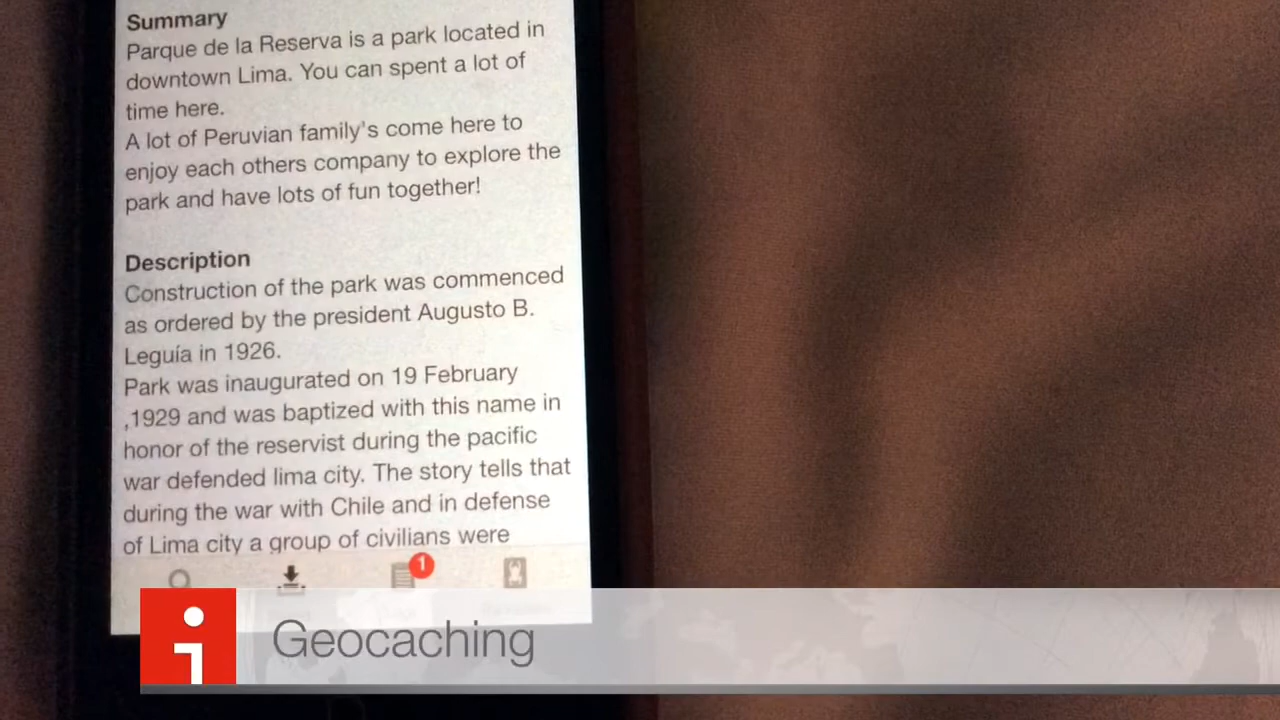 Summary
Parque de la Reserva is a park located in
downtown Lima. You can spent a lot of
time here.
A lot of Peruvian family's come here to
enjoy each others company to explore the
park and have lots of fun together!
Description
Construction of the park was commenced
as ordered by the president Augusto B.
Leguía in 1926.
Park was inaugurated on 19 February
,1929 and was baptized with this name in
honor of the reservist during the pacific
war defended lima city. The story tells that
during the war with Chile and in defense
of Lima city a group of civilians were
1
i
Geocaching